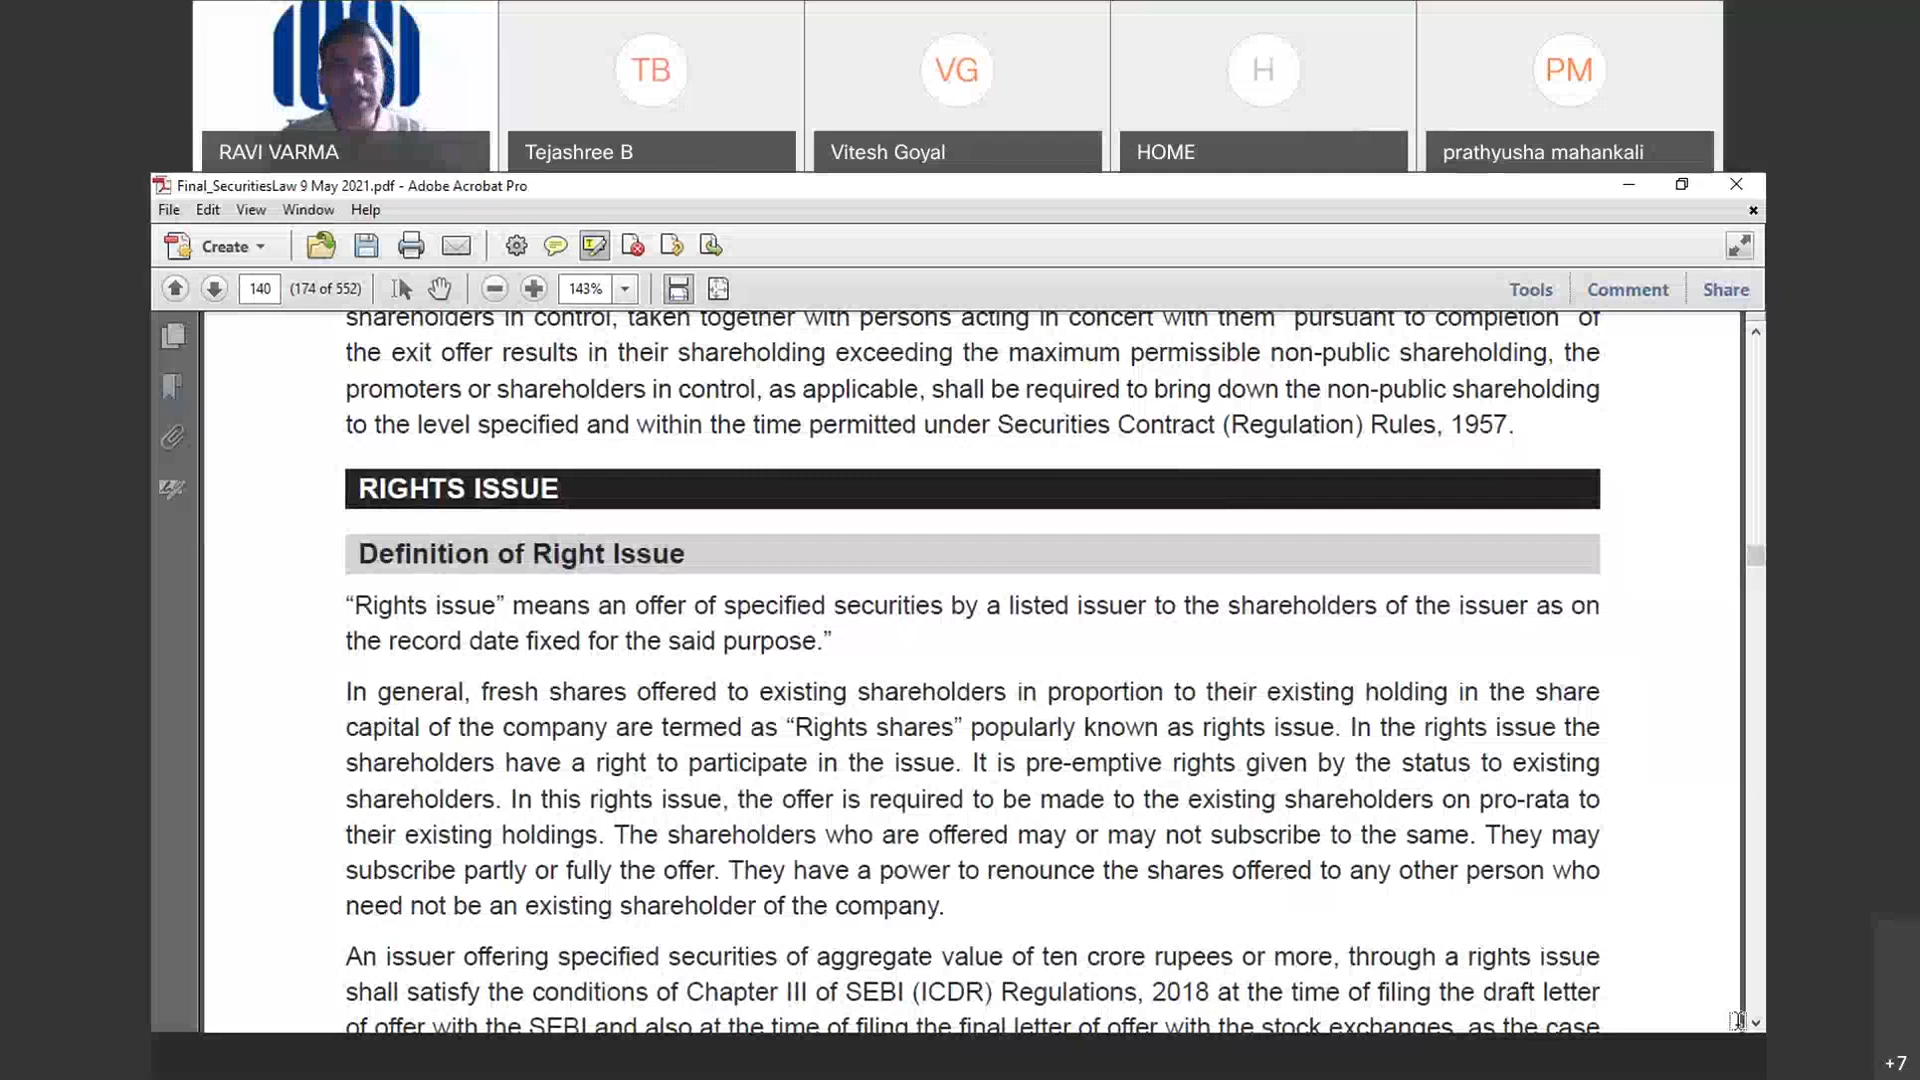 TB
VG
H
PM
RAVI VARMA
Tejashree B
Vitesh Goyal
HOME
prathyusha mahankali
Final_SecuritiesLaw 9 May 2021.pdf - Adobe Acrobat Pro
File Edit View Window Help
Create
140 (174 of 552) 143% Tools Comment Share
shareholders in control, taken together with persons acting in concert with them pursuant to completion of
the exit offer results in their shareholding exceeding the maximum permissible non-public shareholding, the
promoters or shareholders in control, as applicable, shall be required to bring down the non-public shareholding
to the level specified and within the time permitted under Securities Contract (Regulation) Rules, 1957.
RIGHTS ISSUE
Definition of Right Issue
“Rights issue” means an offer of specified securities by a listed issuer to the shareholders of the issuer as on
the record date fixed for the said purpose.”
In general, fresh shares offered to existing shareholders in proportion to their existing holding in the share
capital of the company are termed as “Rights shares” popularly known as rights issue. In the rights issue the
shareholders have a right to participate in the issue. It is pre-emptive rights given by the status to existing
shareholders. In this rights issue, the offer is required to be made to the existing shareholders on pro-rata to
their existing holdings. The shareholders who are offered may or may not subscribe to the same. They may
subscribe partly or fully the offer. They have a power to renounce the shares offered to any other person who
need not be an existing shareholder of the company.
An issuer offering specified securities of aggregate value of ten crore rupees or more, through a rights issue
shall satisfy the conditions of Chapter III of SEBI (ICDR) Regulations, 2018 at the time of filing the draft letter
of offer with the SEBI and also at the time of filing the final letter of offer with the stock exchanges, as the case
+7